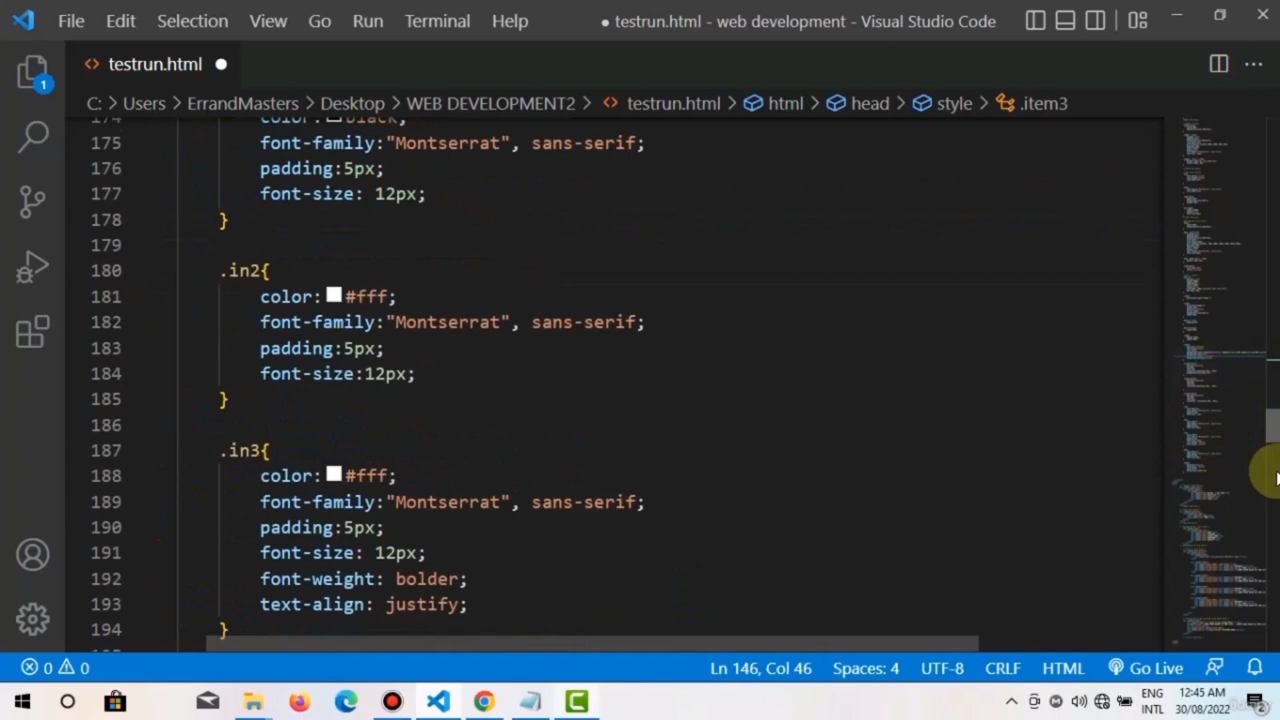 File Edit Selection View Go Run Terminal Help ● testrun.html - web development - Visual Studio Code
testrun.html
C: > Users > ErrandMasters > Desktop > WEB DEVELOPMENT2 > testrun.html > html > head > style > .item3
1
174 color: black;
175 font-family:"Montserrat", sans-serif;
176 padding:5px;
177 font-size: 12px;
178 }
179
180 .in2{
181 color: #fff;
182 font-family:"Montserrat", sans-serif;
183 padding:5px;
184 font-size:12px;
185 }
186
187 .in3{
188 color: #fff;
189 font-family:"Montserrat", sans-serif;
190 padding:5px;
191 font-size: 12px;
192 font-weight: bolder;
193 text-align: justify;
194 }
0 0 Ln 146, Col 46 Spaces: 4 UTF-8 CRLF HTML Go Live
ENG 12:45 AM
INTL 30/08/2022 2